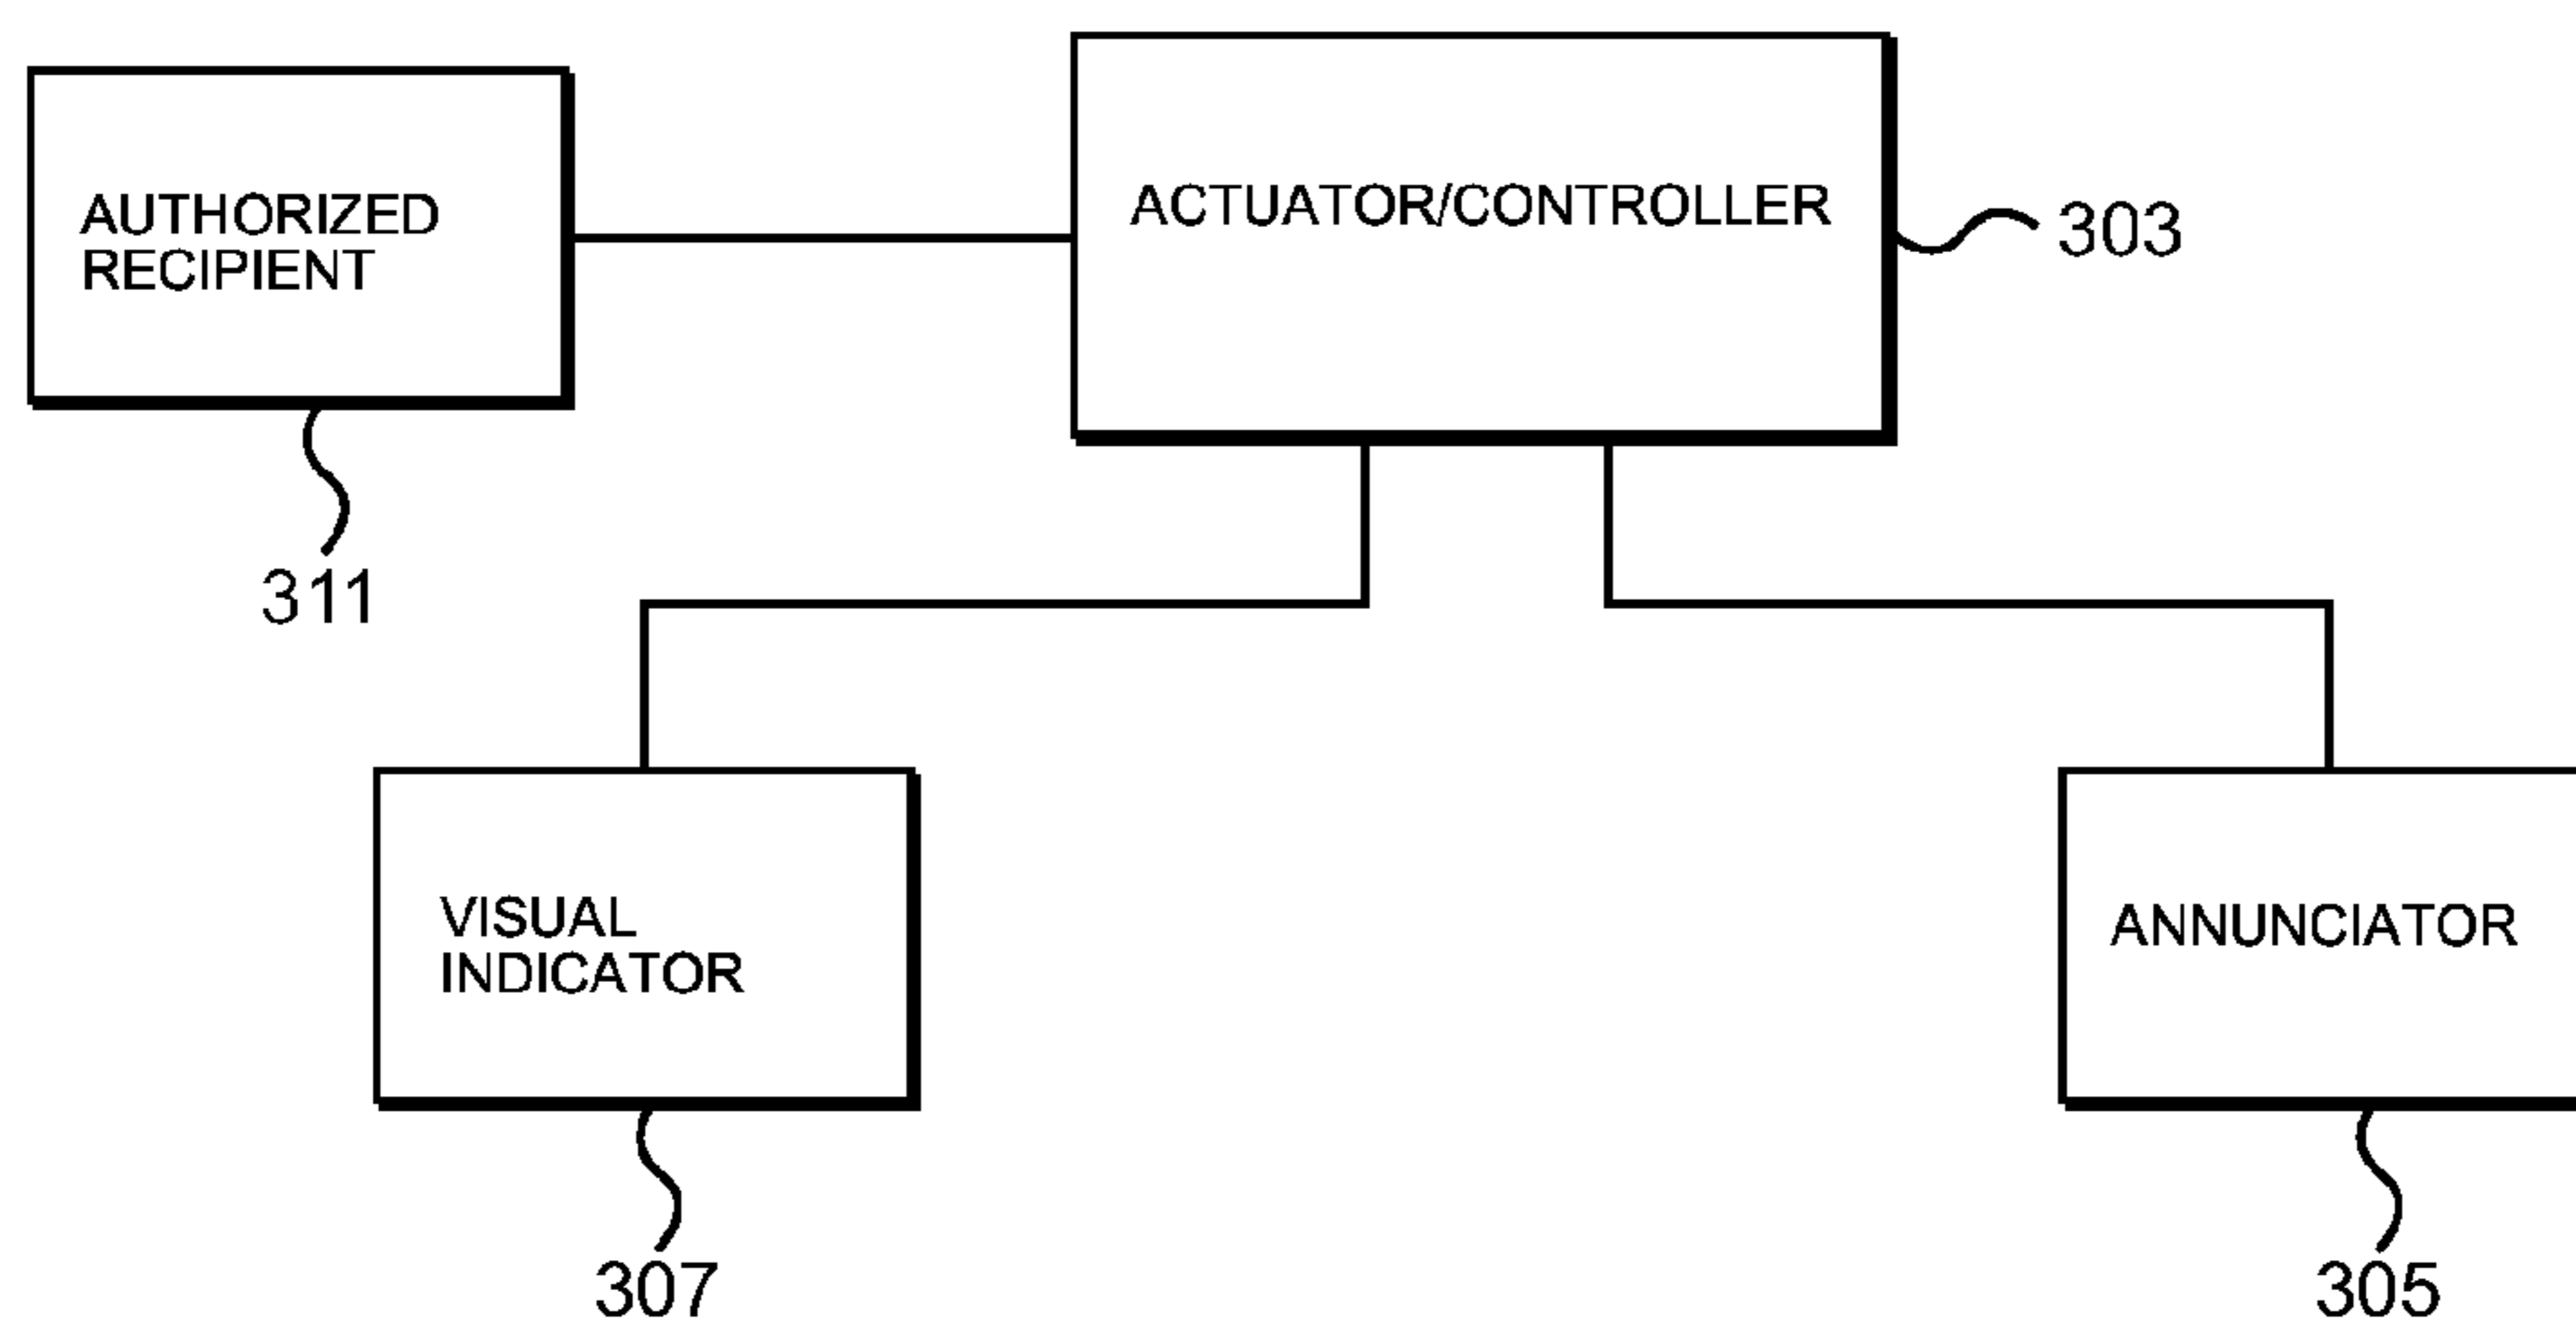 AUTHORIZED
RECIPIENT
ACTUATOR/CONTROLLER
303
311
VISUAL
INDICATOR
ANNUNCIATOR
307
305